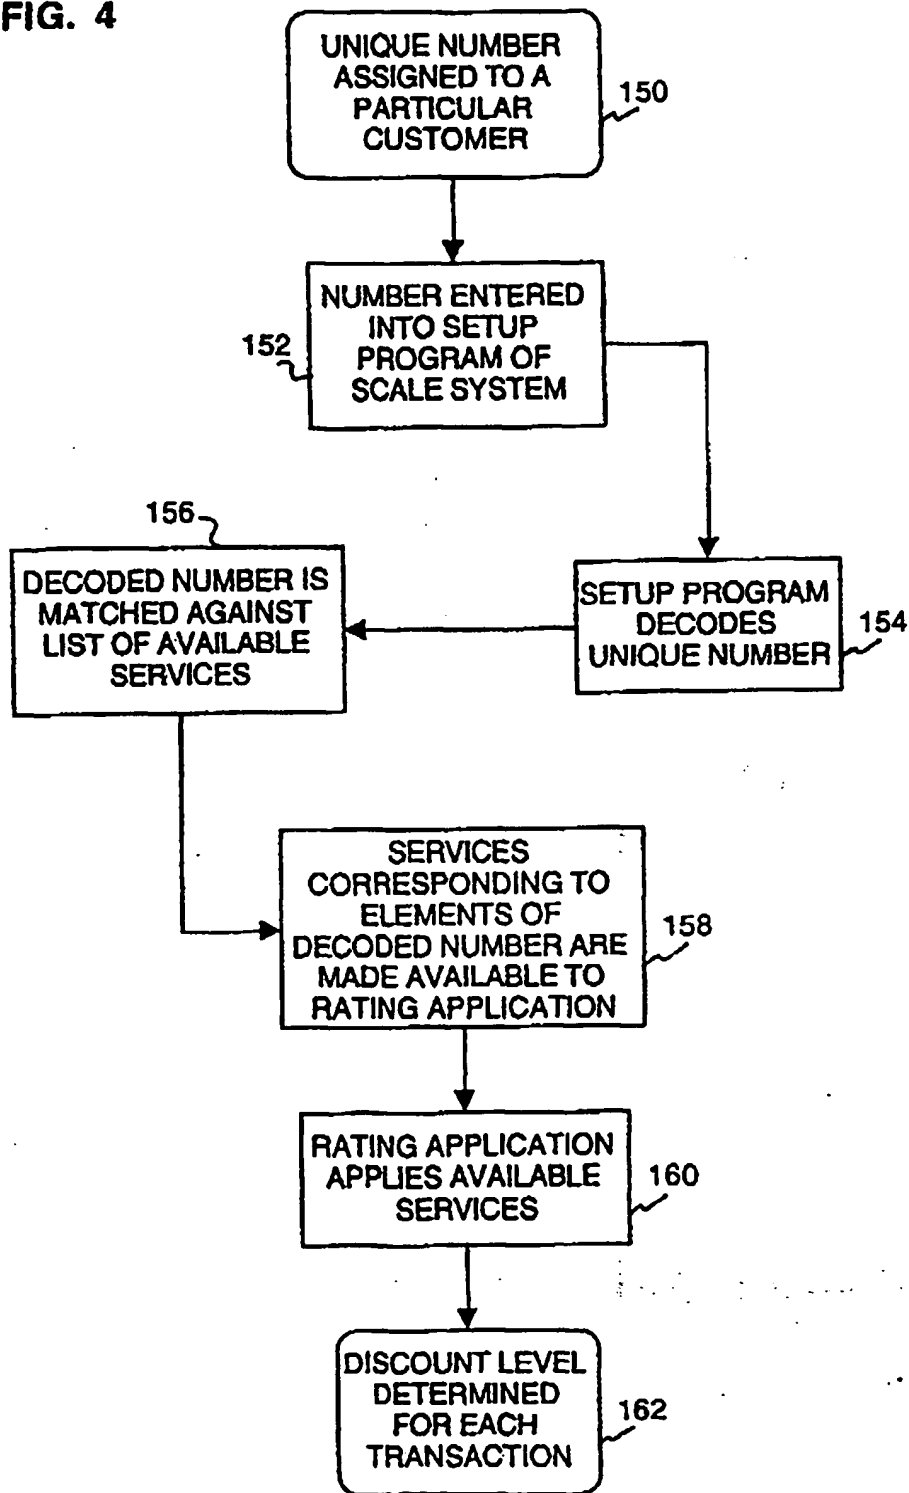 FIG. 4
UNIQUE NUMBER
ASSIGNED TO A
PARTICULAR
CUSTOMER
150
NUMBER ENTERED
INTO SETUP
PROGRAM OF
SCALE SYSTEM
152
SETUP PROGRAM
DECODES
UNIQUE NUMBER
154
156
DECODED NUMBER IS
MATCHED AGAINST
LIST OF AVAILABLE
SERVICES
SERVICES
CORRESPONDING TO
ELEMENTS OF
DECODED NUMBER ARE
MADE AVAILABLE TO
RATING APPLICATION
158
RATING APPLICATION
APPLIES AVAILABLE
SERVICES
160
DISCOUNT LEVEL
DETERMINED
FOR EACH
TRANSACTION
162